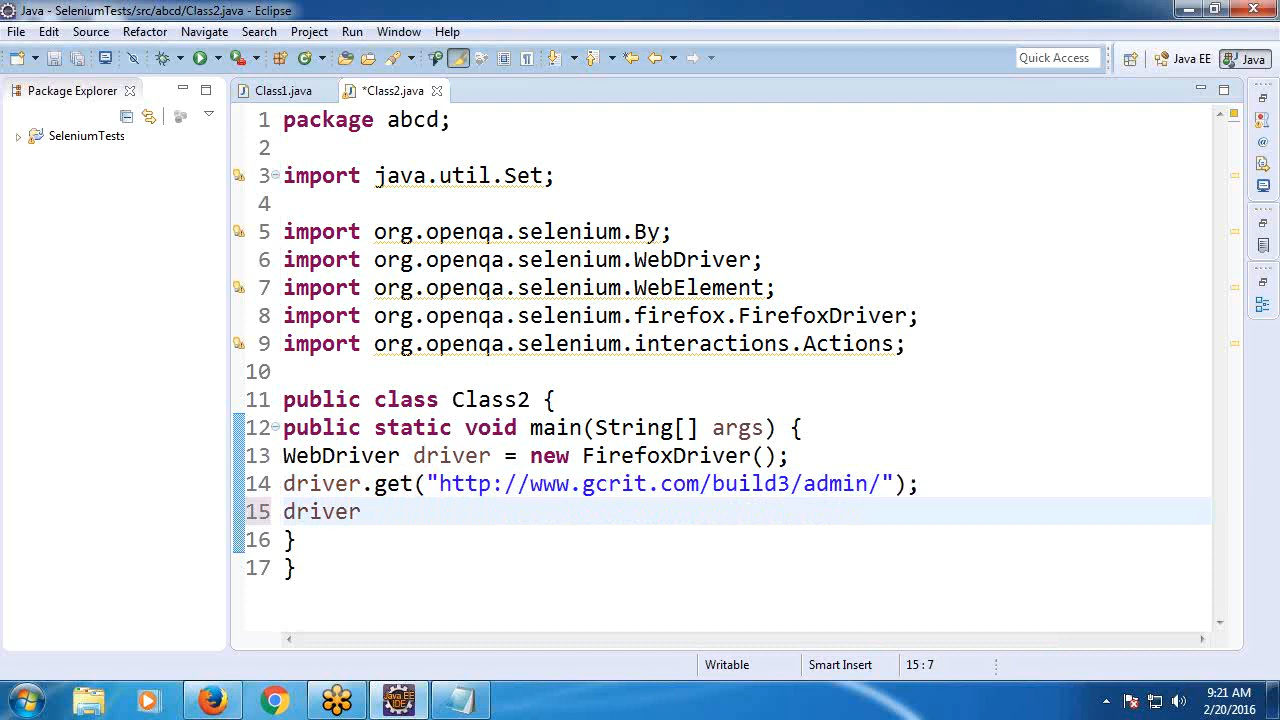 Java - SeleniumTests/src/abcd/Class2.java - Eclipse
File Edit Source Refactor Navigate Search Project Run Window Help
Quick Access
Java EE
Java
Package Explorer
Class1.java
*Class2.java
SeleniumTests
1 package abcd;
2
3 import java.util.Set;
4
5 import org.openqa.selenium.By;
6 import org.openqa.selenium.WebDriver;
7 import org.openqa.selenium.WebElement;
8 import org.openqa.selenium.firefox.FirefoxDriver;
9 import org.openqa.selenium.interactions.Actions;
10
11 public class Class2 {
12 public static void main(String[] args) {
13 WebDriver driver = new FirefoxDriver();
14 driver.get("http://www.gcrit.com/build3/admin/");
15 driver
16 }
17 }
Writable
Smart Insert
15 : 7
Java EE
IDE
9:21 AM
2/20/2016